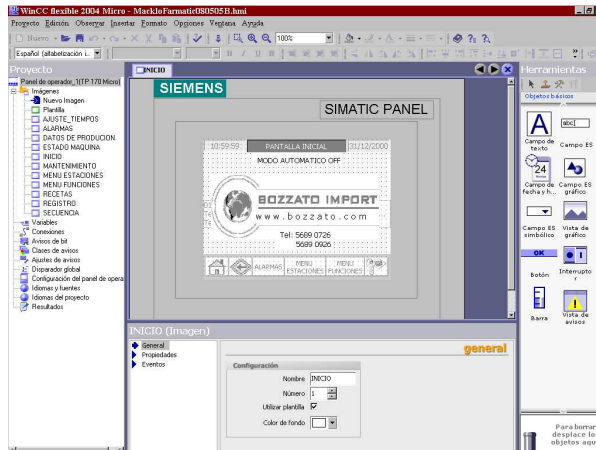 WinCC flexible 2004 Micro - MackloFarmatic080505B.hmi
Proyecto Edición Observar Insertar Formato Opciones Ventana Ayuda
Nuevo
100%
Español (alfabetización i...
Proyecto
INICIO
Herramientas
Panel de operador_1(TP 170 Micro)
Imágenes
Nuevo Imagen
Plantilla
AJUSTE_TIEMPOS
ALARMAS
DATOS DE PRODUCION
ESTADO MAQUINA
INICIO
MANTENIMIENTO
MENU ESTACIONES
MENU FUNCIONES
RECETAS
REGISTRO
SECUENCIA
Variables
Conexiones
Avisos de bit
Clases de avisos
Ajustes de avisos
Disparador global
Configuración del panel de opera
Idiomas y fuentes
Idiomas del proyecto
Resultados
SIEMENS
SIMATIC PANEL
10:59:59
PANTALLA INICIAL
31/12/2000
MODO AUTOMATICO OFF
BOZZATO IMPORT
www.bozzato.com
Tel: 5689 0726
5689 0926
ALARMAS
MENU
ESTACIONES
MENU
FUNCIONES
Objetos básicos
A
abc
Campo de
texto
Campo ES
24
Campo de
fecha y h...
Campo ES
gráfico
Campo ES
simbólico
Vista de
gráfico
OK
Botón
Interrupto
r
Barra
Vista de
avisos
Para borrar
desplace lo
objetos aqu
INICIO (Imagen)
General
Propiedades
Eventos
general
Configuración
Nombre INICIO
Número 1
Utilizar plantilla
Color de fondo